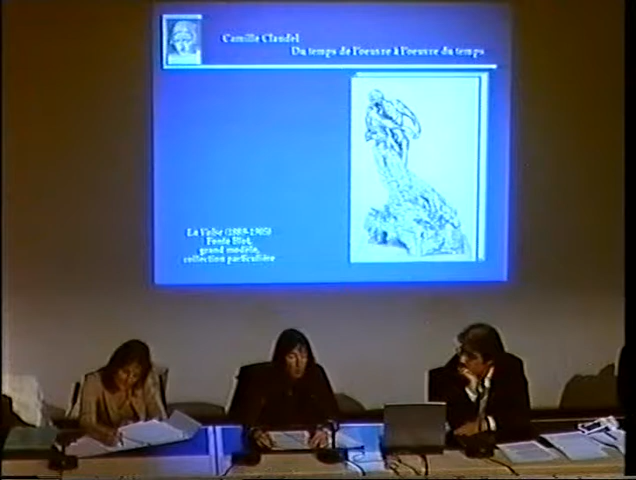 Camille Claudel
Du temps de l'oeuvre à l'oeuvre du temps
La Valse (1889-1905)
Fonte Blot,
grand modèle,
collection particulière